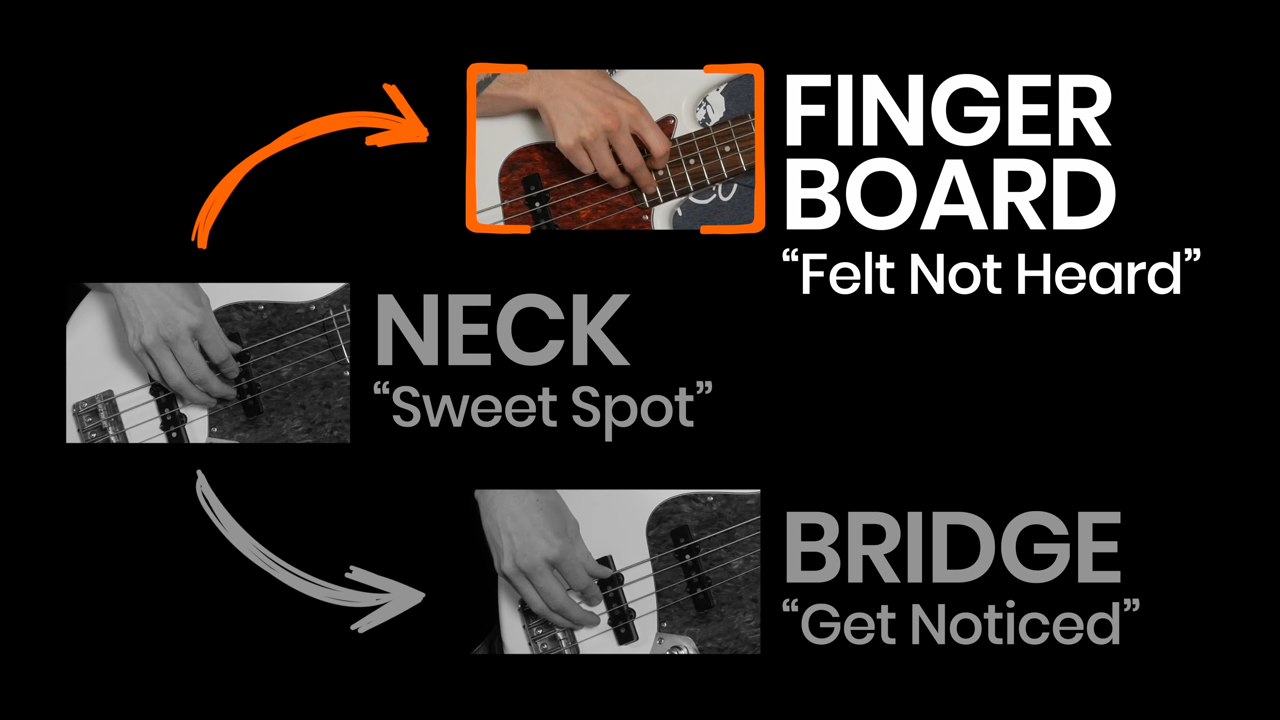 FINGER
BOARD
“Felt Not Heard”
NECK
“Sweet Spot”
BRIDGE
“Get Noticed”